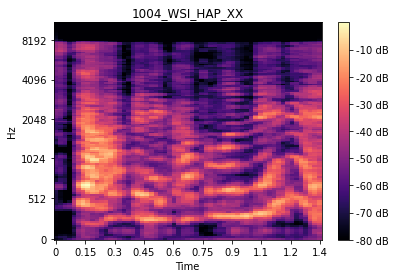 1004_WSI_HAP_XX
8192
4096
2048
1024
512
0
Hz
0 0.15 0.3 0.45 0.6 0.75 0.9 1.1 1.2 1.4
Time
-10 dB
-20 dB
-30 dB
-40 dB
-50 dB
-60 dB
-70 dB
-80 dB